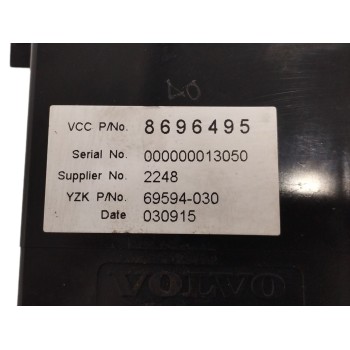 VCC P/No. 8696495
Serial No. 000000013050
Supplier No. 2248
YZK P/No. 69594-030
Date 030915
VOLVO